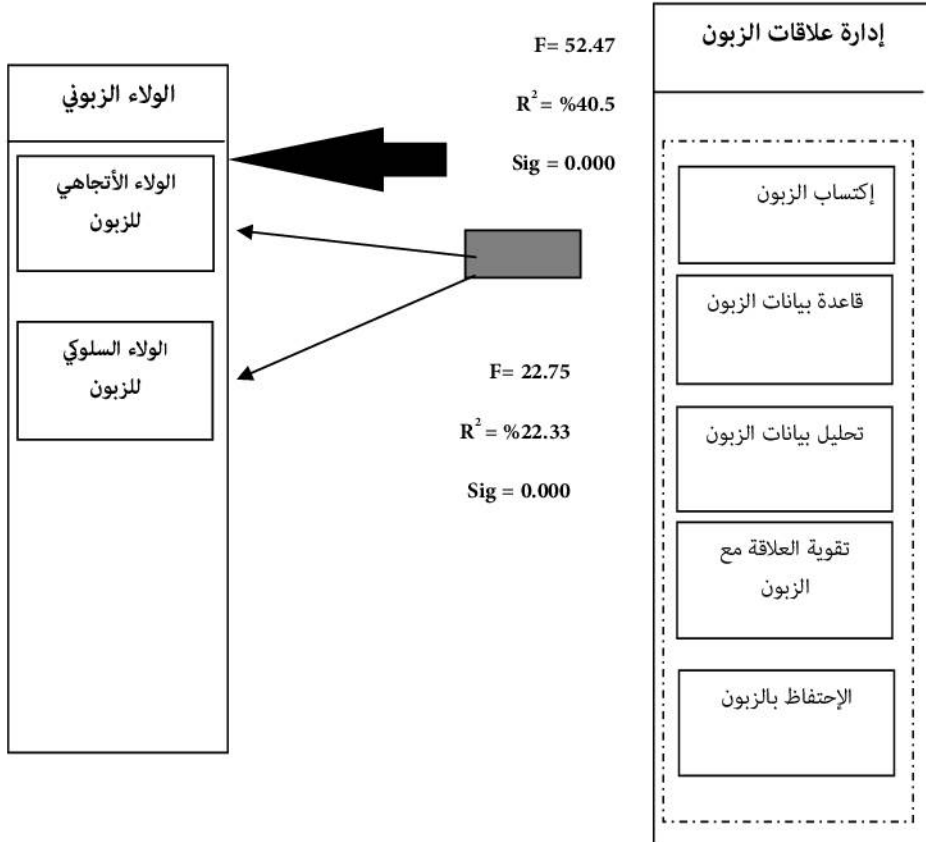 إدارة علاقات الزبون
إكتساب الزبون
قاعدة بيانات الزبون
تحليل بيانات الزبون
تقوية العلاقة مع
الزبون
الإحتفاظ بالزبون
F= 52.47
R² = %40.5
Sig = 0.000
F= 22.75
R² = %22.33
Sig = 0.000
الولاء الزبوني
الولاء الأتجاهي
للزبون
الولاء السلوكي
للزبون